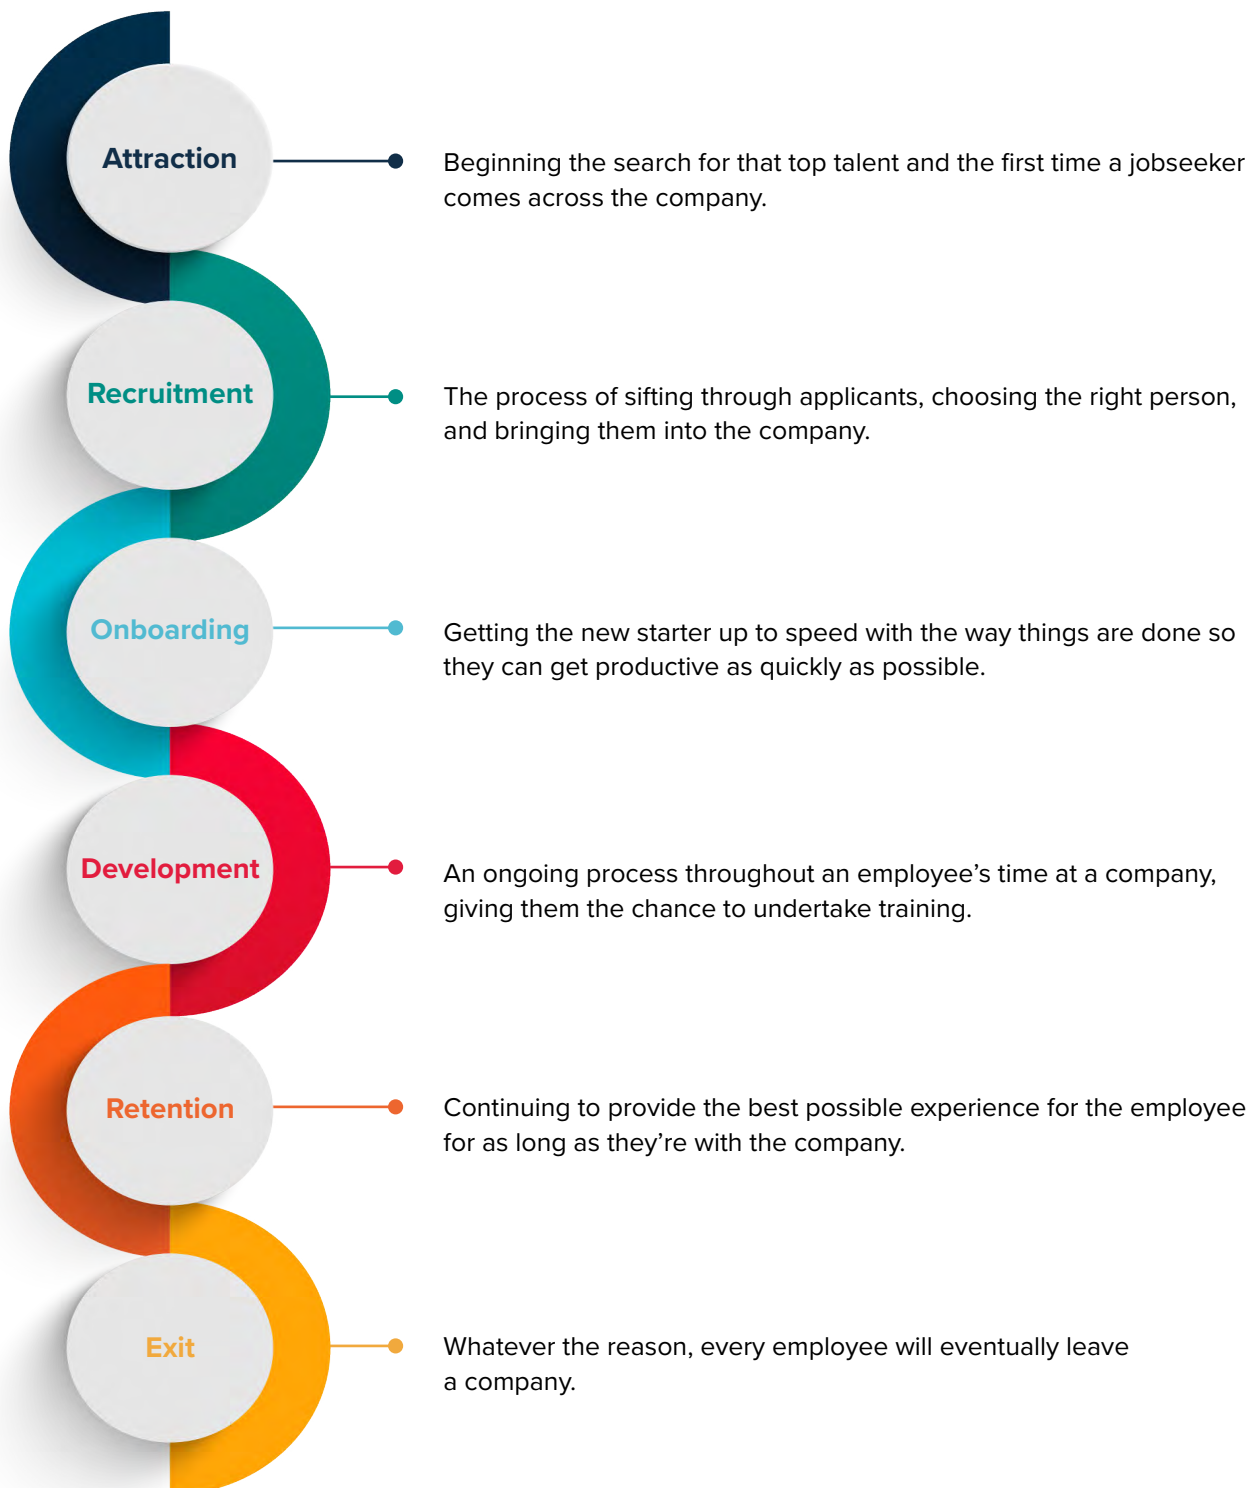 Attraction
Beginning the search for that top talent and the first time a jobseeker
comes across the company.
Recruitment
The process of sifting through applicants, choosing the right person,
and bringing them into the company.
Onboarding
Getting the new starter up to speed with the way things are done so
they can get productive as quickly as possible.
Development
An ongoing process throughout an employee’s time at a company,
giving them the chance to undertake training.
Retention
Continuing to provide the best possible experience for the employee
for as long as they’re with the company.
Exit
Whatever the reason, every employee will eventually leave
a company.